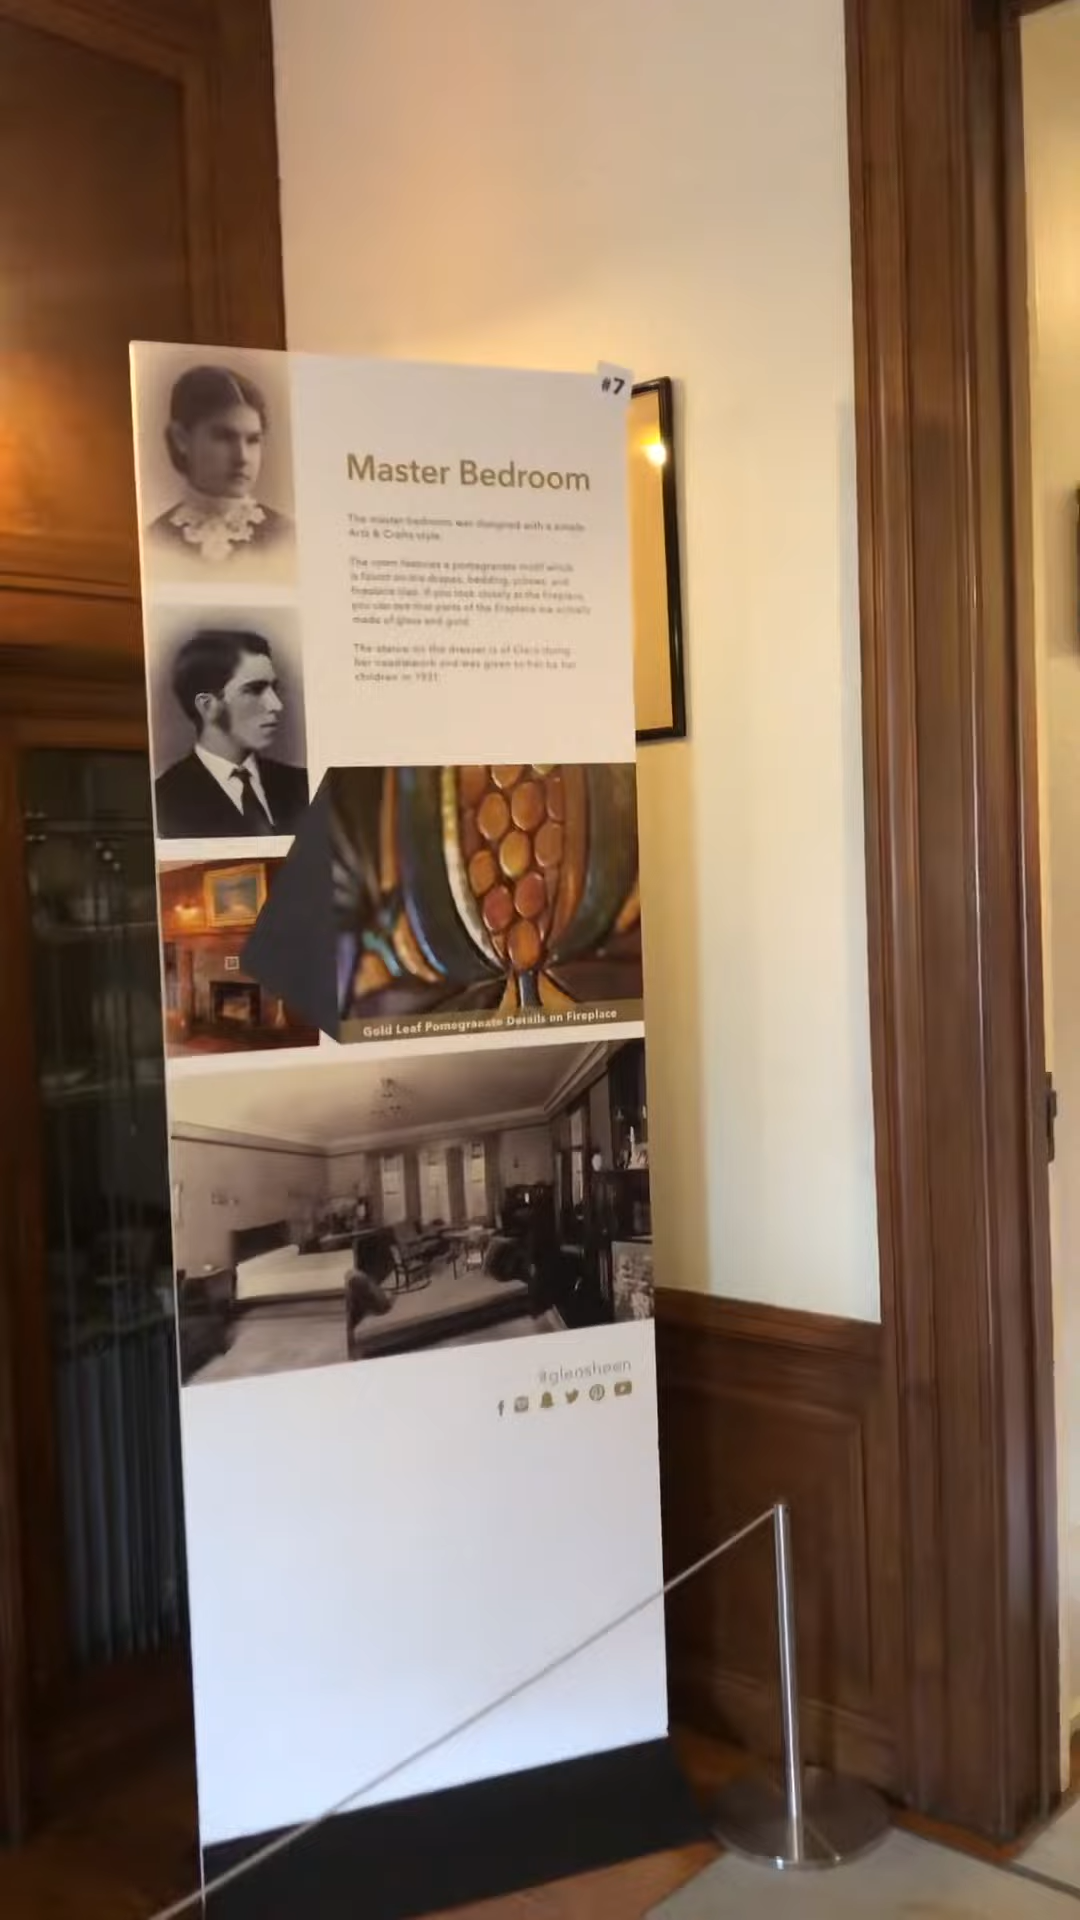 #7
Master Bedroom
The master bedroom was designed with a simple
Arts & Crafts style.
The room features a pomegranate motif which
is found on the drapes, bedding, pillows, and
fireplace tiles. If you look closely at the fireplace,
you can see that parts of the fireplace are actually
made of glass and gold.
The statue on the dresser is of Clara doing
her needlework and was given to her by her
children in 1931.
Gold Leaf Pomegranate Details on Fireplace
#glensheen